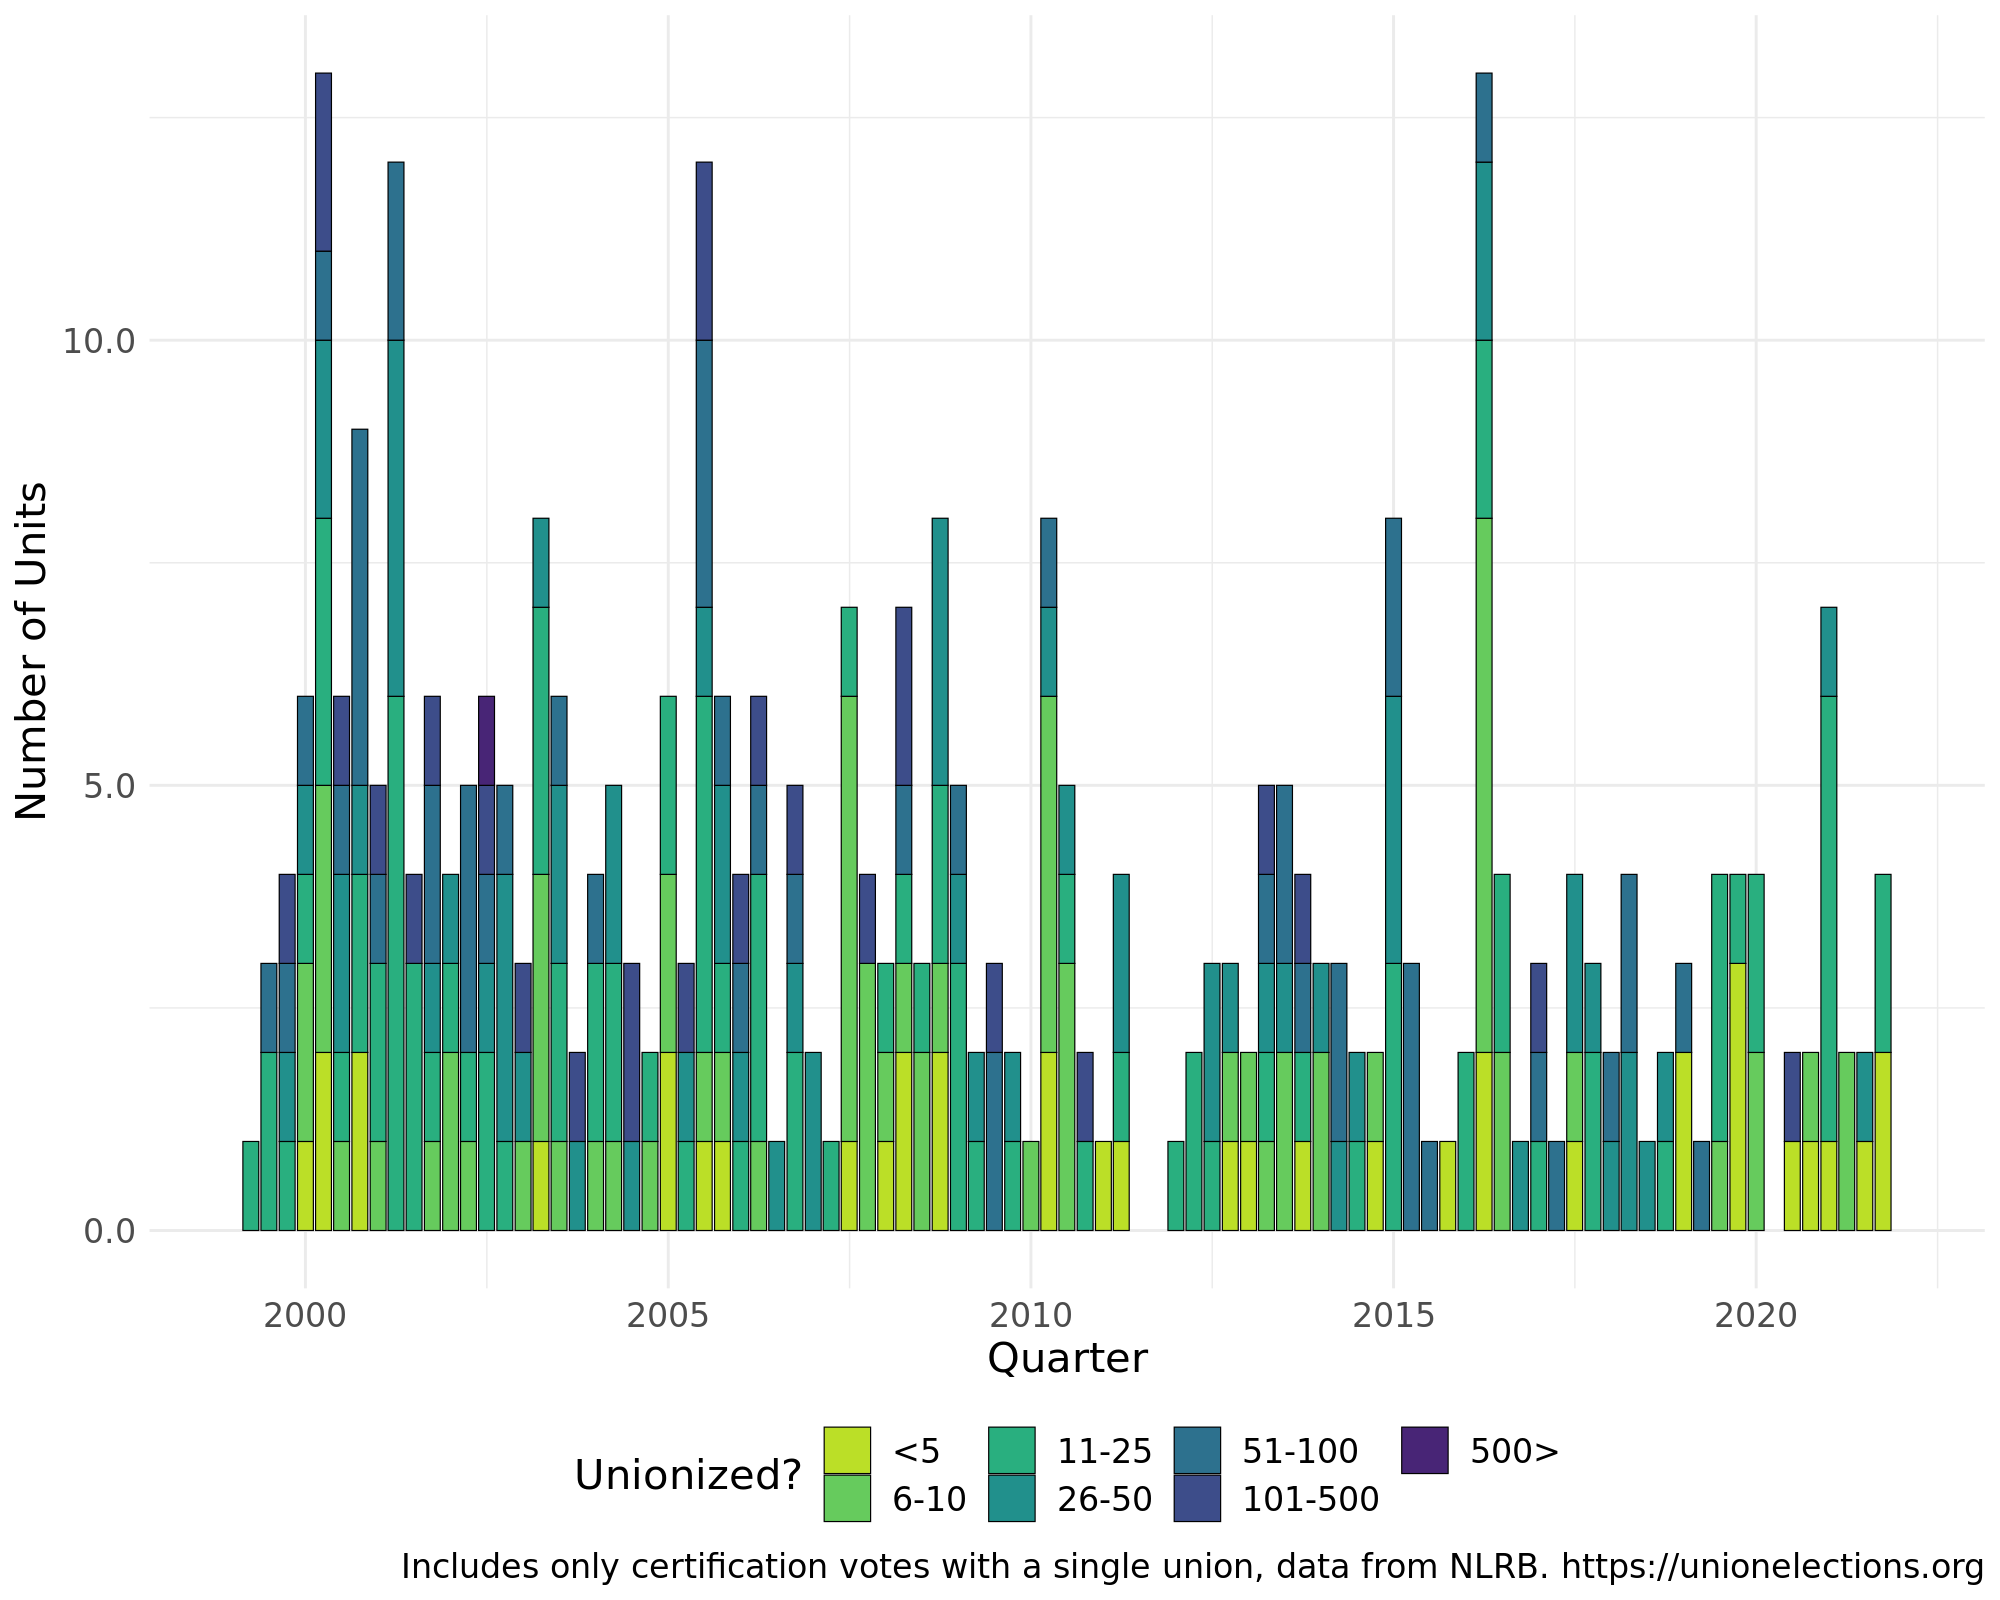 Number of Units
10.0
5.0
0.0
2000 2005 2010 2015 2020
Quarter
Unionized?
<5 11-25 51-100 500>
6-10 26-50 101-500
Includes only certification votes with a single union, data from NLRB. https://unionelections.org